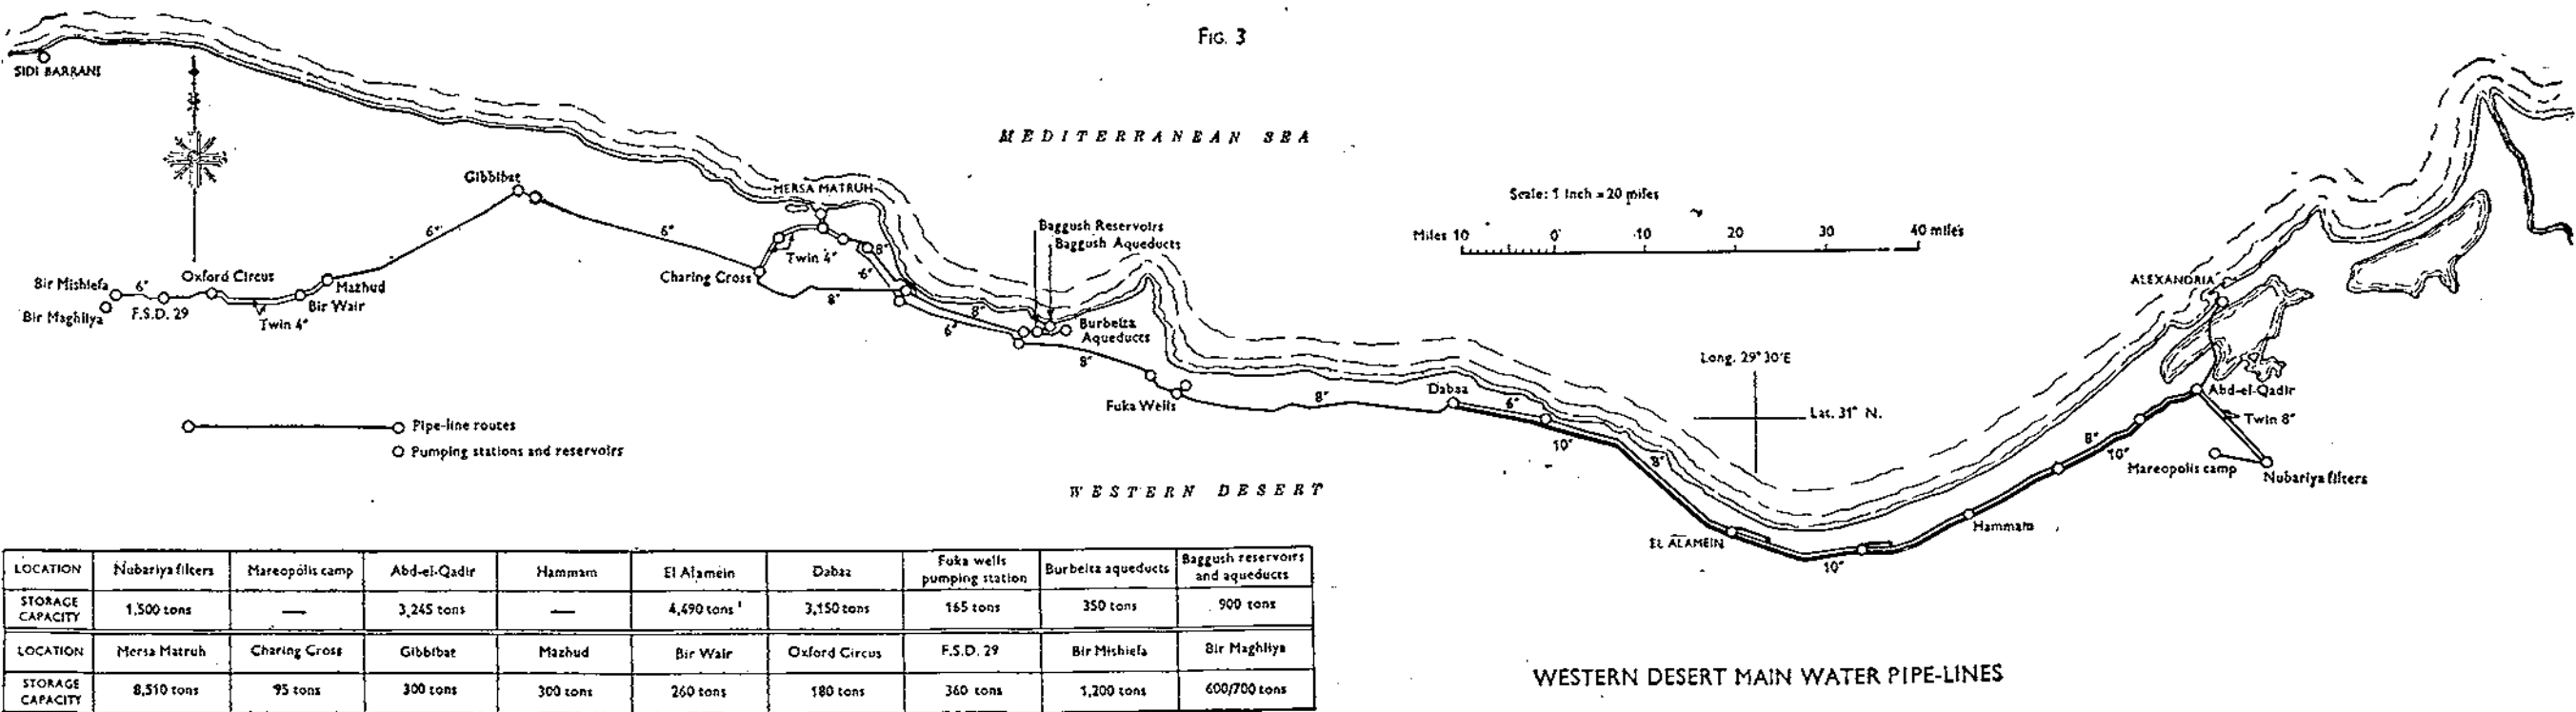 FIG. 3
SIDI BARRANI
MEDITERRANEAN SEA
Gibbibat
MERSA MATRUH
Scale: 1 inch = 20 miles
6"
6"
Baggush Reservoirs
Baggush Aqueducts
Miles 10 0 10 20 30 40 miles
8"
Twin 4"
6"
Charing Cross
8"
Oxford Circus
Mazhud
Bir Mishiefa
6"
Bir Wair
Bir Maghliya
F.S.D. 29
Twin 4"
8"
6"
Burbeita
Aqueducts
8"
ALEXANDRIA
Long. 29° 30'E
Fuka Wells
8"
Dabaa
6"
Lat. 31° N.
Abd-el-Qadir
Twin 8"
Pipe-line routes
Pumping stations and reservoirs
10"
8"
8"
10"
Mareopolis camp
Nubariya filters
WESTERN DESERT
EL ALAMEIN
Hammam
10"
LOCATION Nubariya filters Mareopolis camp Abd-el-Qadir Hammam El Alamein Dabaa Fuka wells pumping station Burbeita aqueducts Baggush reservoirs and aqueducts
STORAGE CAPACITY 1,500 tons — 3,245 tons — 4,490 tons 3,150 tons 165 tons 350 tons 900 tons
LOCATION Mersa Matruh Charing Cross Gibbibat Mazhud Bir Wair Oxford Circus F.S.D. 29 Bir Mishiefa Bir Maghliya
STORAGE CAPACITY 8,510 tons 95 tons 300 tons 300 tons 260 tons 180 tons 360 tons 1,200 tons 600/700 tons
WESTERN DESERT MAIN WATER PIPE-LINES